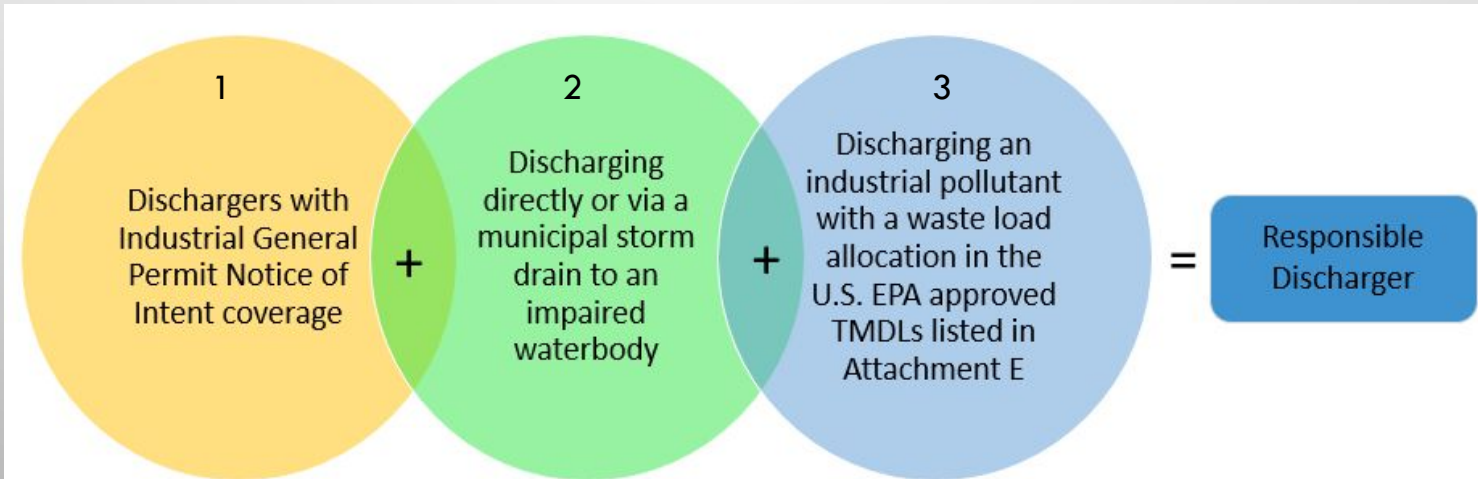 1
Dischargers with
Industrial General
Permit Notice of
Intent coverage
+
2
Discharging
directly or via a
municipal storm
drain to an
impaired
waterbody
+
3
Discharging an
industrial pollutant
with a waste load
allocation in the
U.S. EPA approved
TMDLs listed in
Attachment E
=
Responsible
Discharger